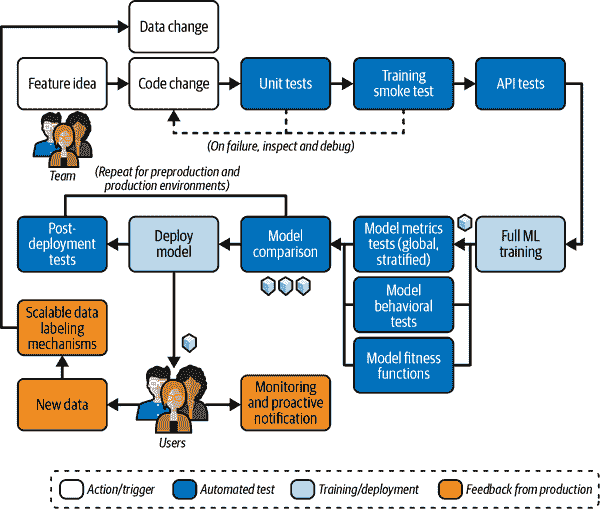 Data change
Feature idea
Code change
Unit tests
Training
smoke test
API tests
(On failure, inspect and debug)
Team
(Repeat for preproduction and
production environments)
Post-
deployment
tests
Deploy
model
Model
comparison
Model metrics
tests (global,
stratified)
Full ML
training
Model
behavioral
tests
Model fitness
functions
Scalable data
labeling
mechanisms
New data
Users
Monitoring
and proactive
notification
Action/trigger
Automated test
Training/deployment
Feedback from production